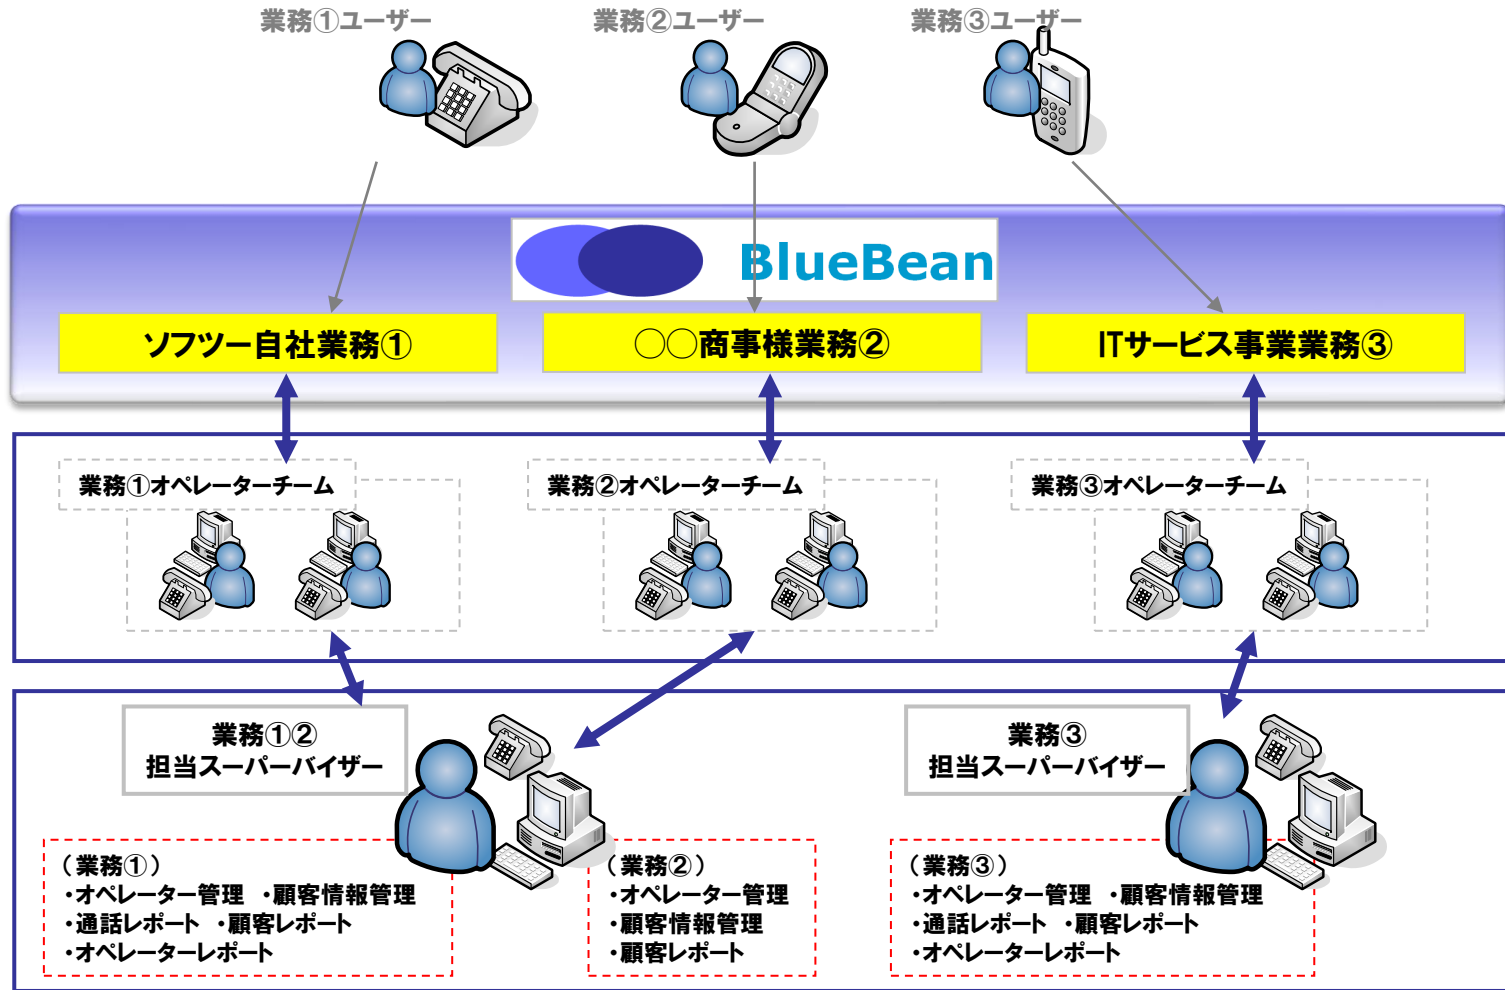 業務①ユーザー
業務②ユーザー
業務③ユーザー
BlueBean
ソフツー自社業務①
○○商事様業務②
ITサービス事業業務③
業務①オペレーターチーム
業務②オペレーターチーム
業務③オペレーターチーム
業務①②
担当スーパーバイザー
業務③
担当スーパーバイザー
（業務①）
・オペレーター管理 ・顧客情報管理
・通話レポート ・顧客レポート
・オペレーターレポート
（業務②）
・オペレーター管理
・顧客情報管理
・顧客レポート
（業務③）
・オペレーター管理 ・顧客情報管理
・通話レポート ・顧客レポート
・オペレーターレポート